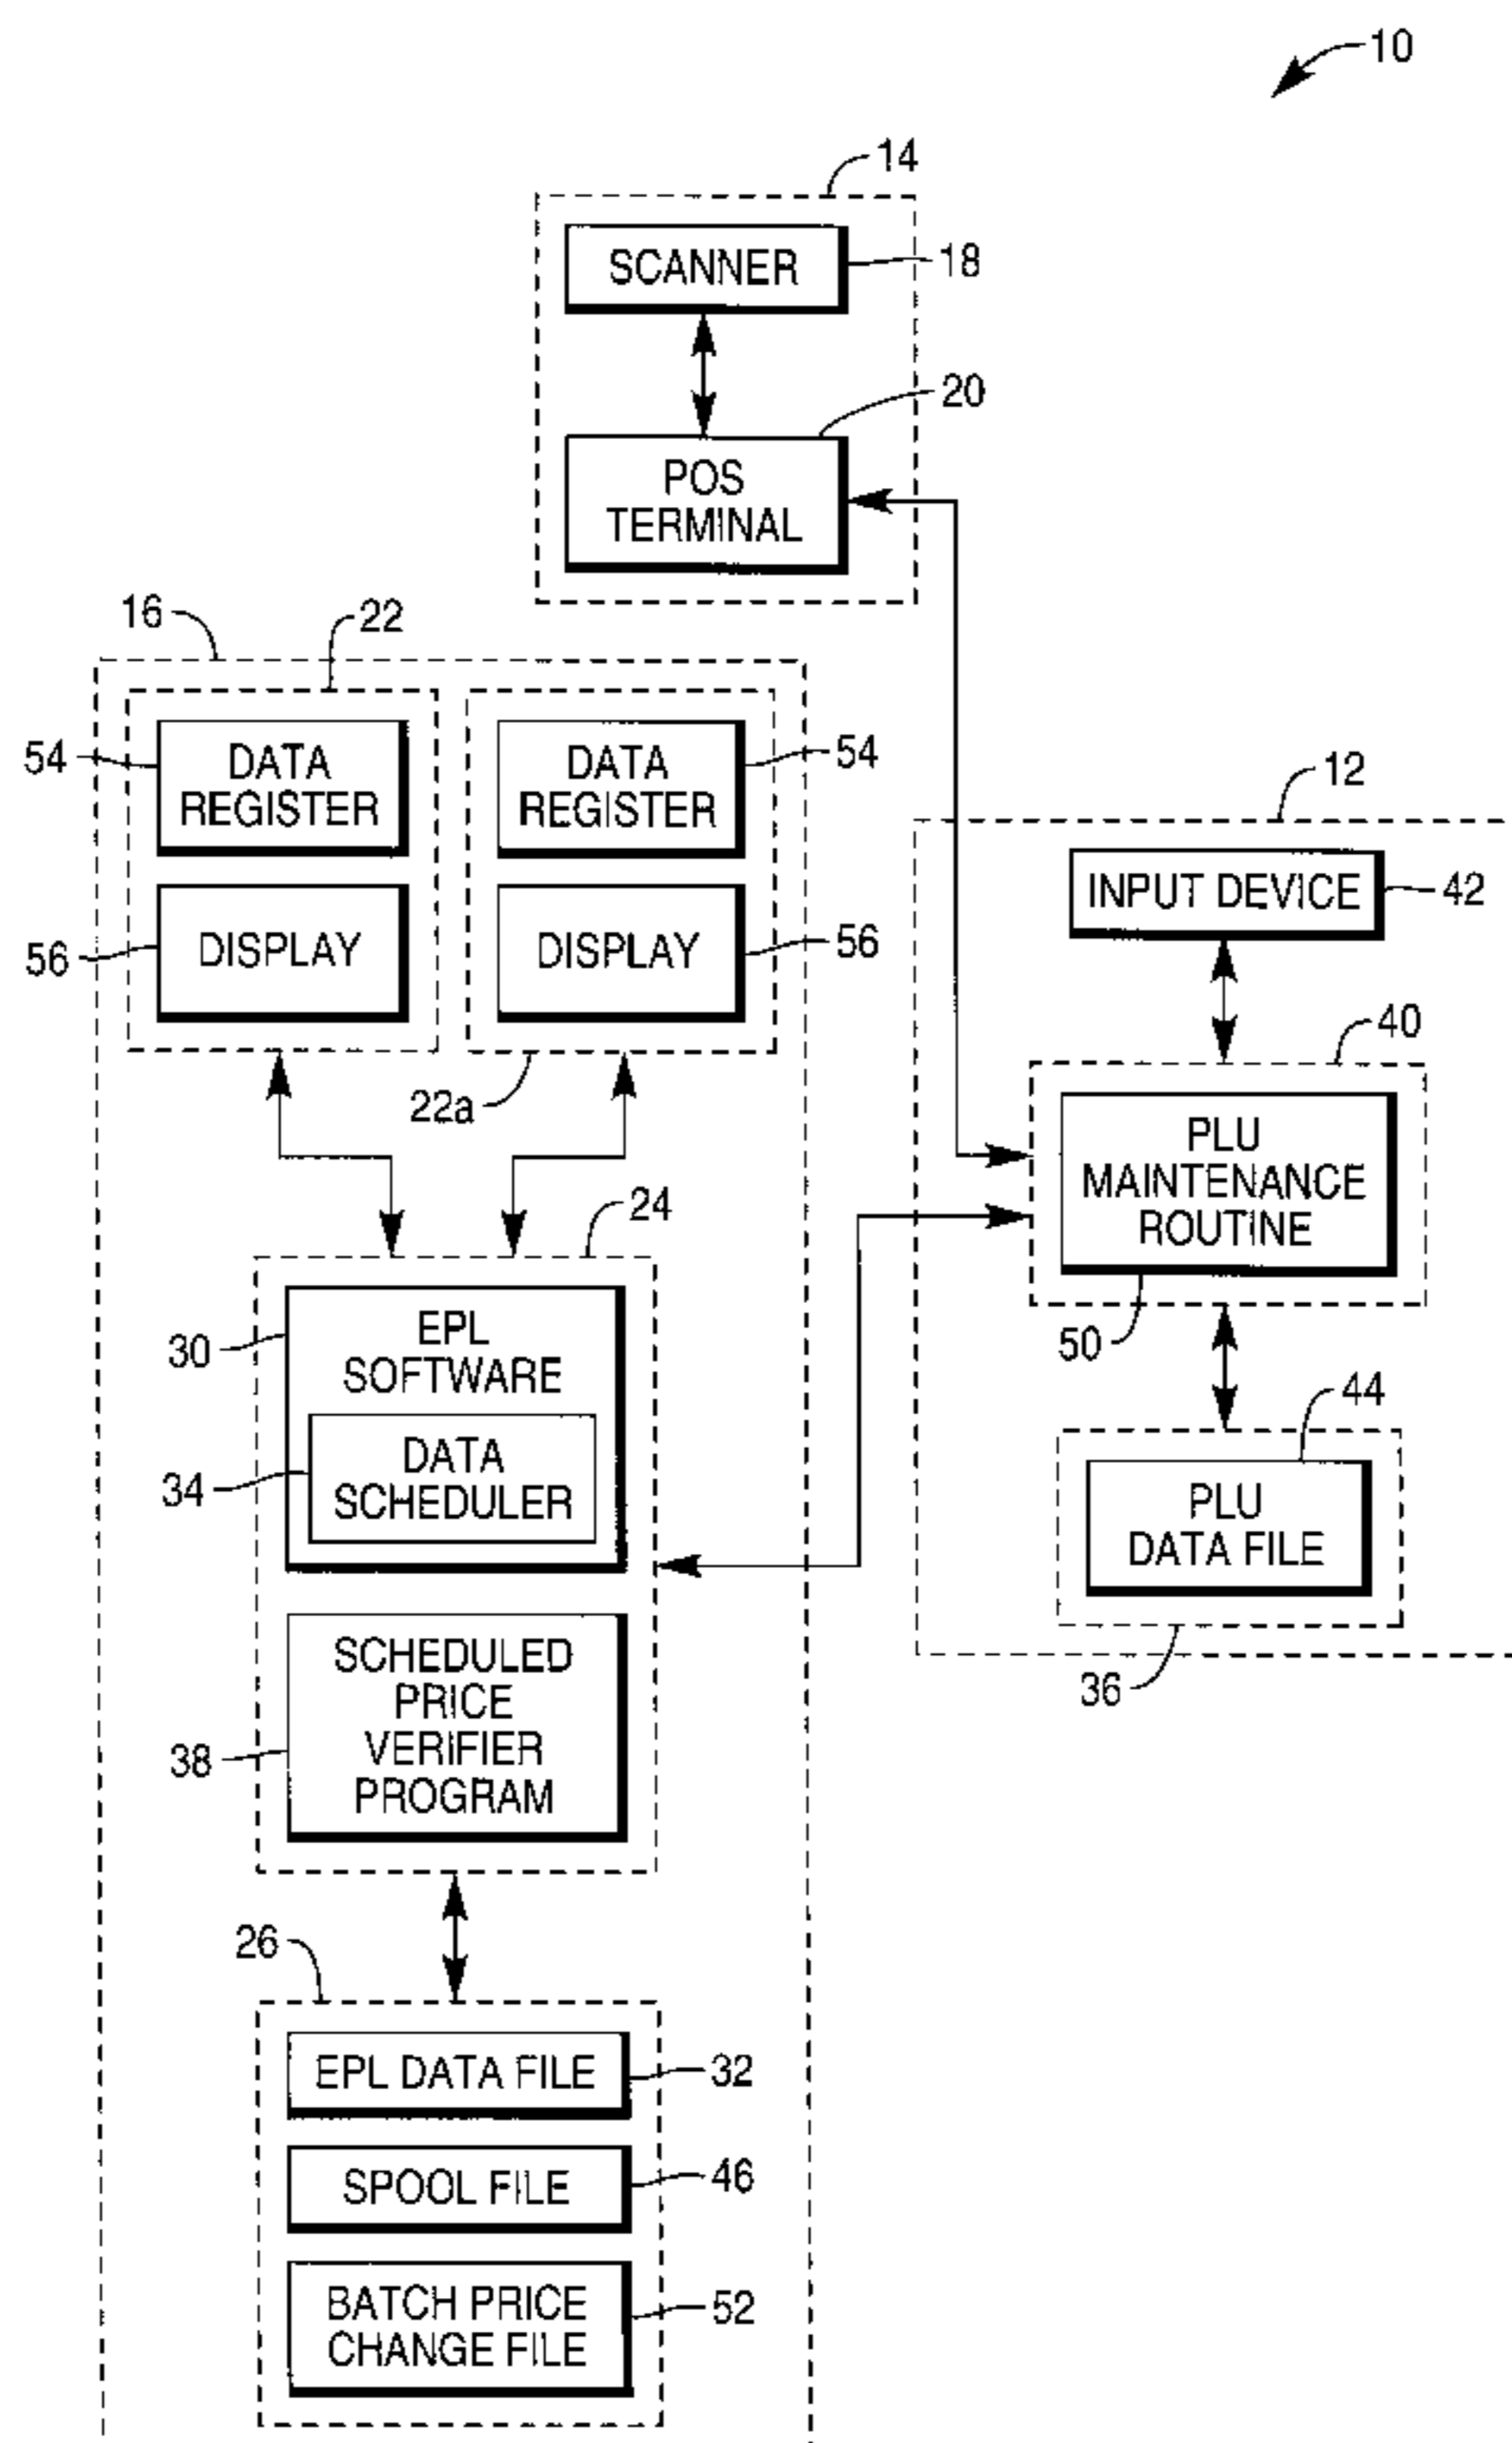 10
14
SCANNER
18
20
POS
TERMINAL
16
22
54
DATA
REGISTER
DATA
REGISTER
54
56
DISPLAY
DISPLAY
56
22a
12
INPUT DEVICE
42
40
PLU
MAINTENANCE
ROUTINE
50
44
PLU
DATA FILE
36
24
30
EPL
SOFTWARE
34
DATA
SCHEDULER
38
SCHEDULED
PRICE
VERIFIER
PROGRAM
26
EPL DATA FILE
32
SPOOL FILE
46
BATCH PRICE
CHANGE FILE
52